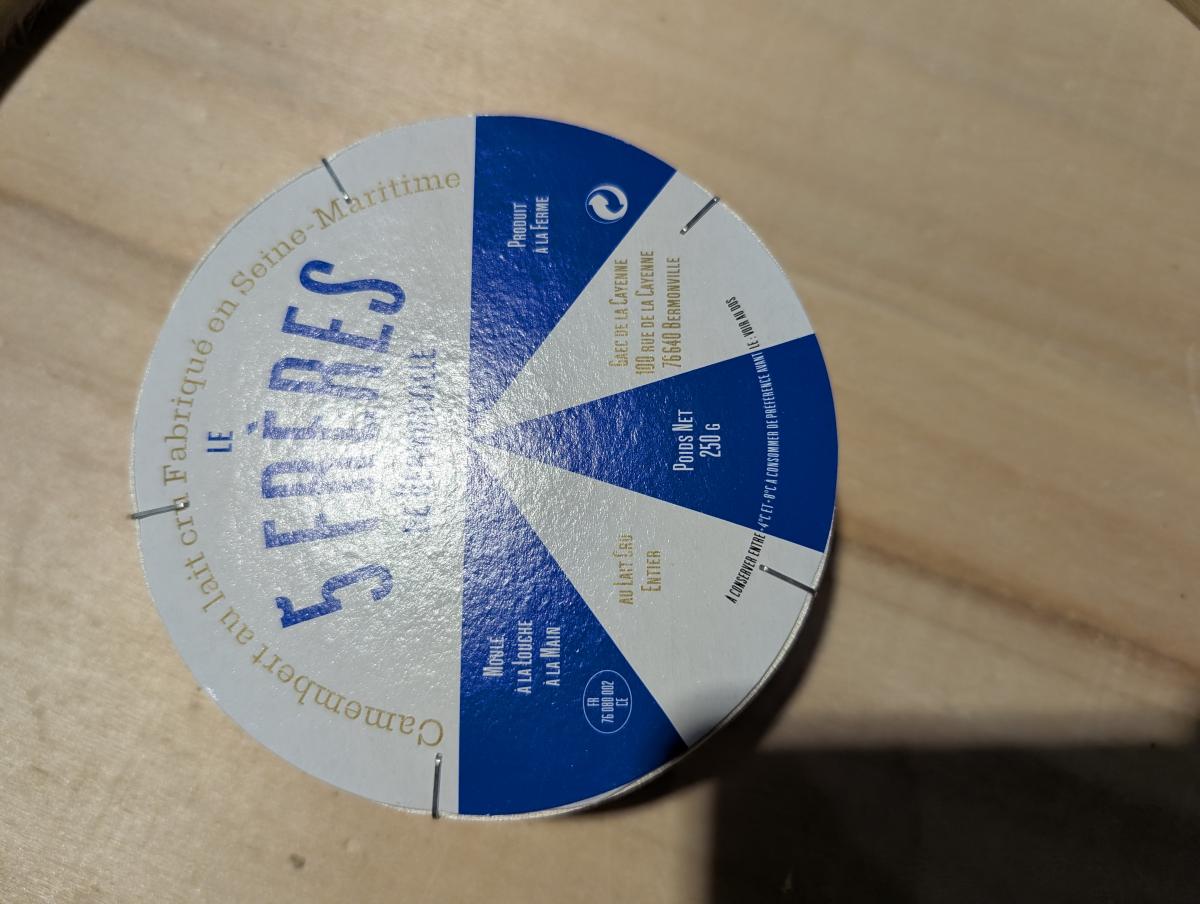 Camembert au lait cru Fabriqué en Seine-Maritime
LE
5 FRÈRES
DE BERMONVILLE
MOULÉ
À LA LOUCHE
À LA MAIN
FR
76 080 002
CE
AU LAIT CRU
ENTIER
POIDS NET
250 G
GAEC DE LA CAYENNE
100 RUE DE LA CAYENNE
76640 BERMONVILLE
PRODUIT
À LA FERME
A CONSERVER ENTRE +4°C ET +8°C A CONSOMMER DE PRÉFÉRENCE AVANT LE : VOIR AU DOS